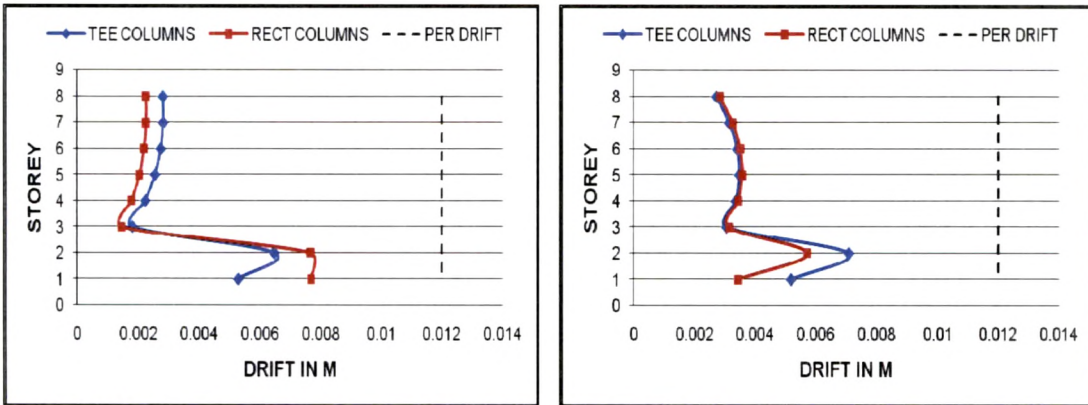 TEE COLUMNS RECT COLUMNS PER DRIFT
9
8
7
6
5
4
3
2
1
0
STOREY
0 0.002 0.004 0.006 0.008 0.01 0.012 0.014
DRIFT IN M
TEE COLUMNS RECT COLUMNS PER DRIFT
9
8
7
6
5
4
3
2
1
0
STOREY
0 0.002 0.004 0.006 0.008 0.01 0.012 0.014
DRIFT IN M